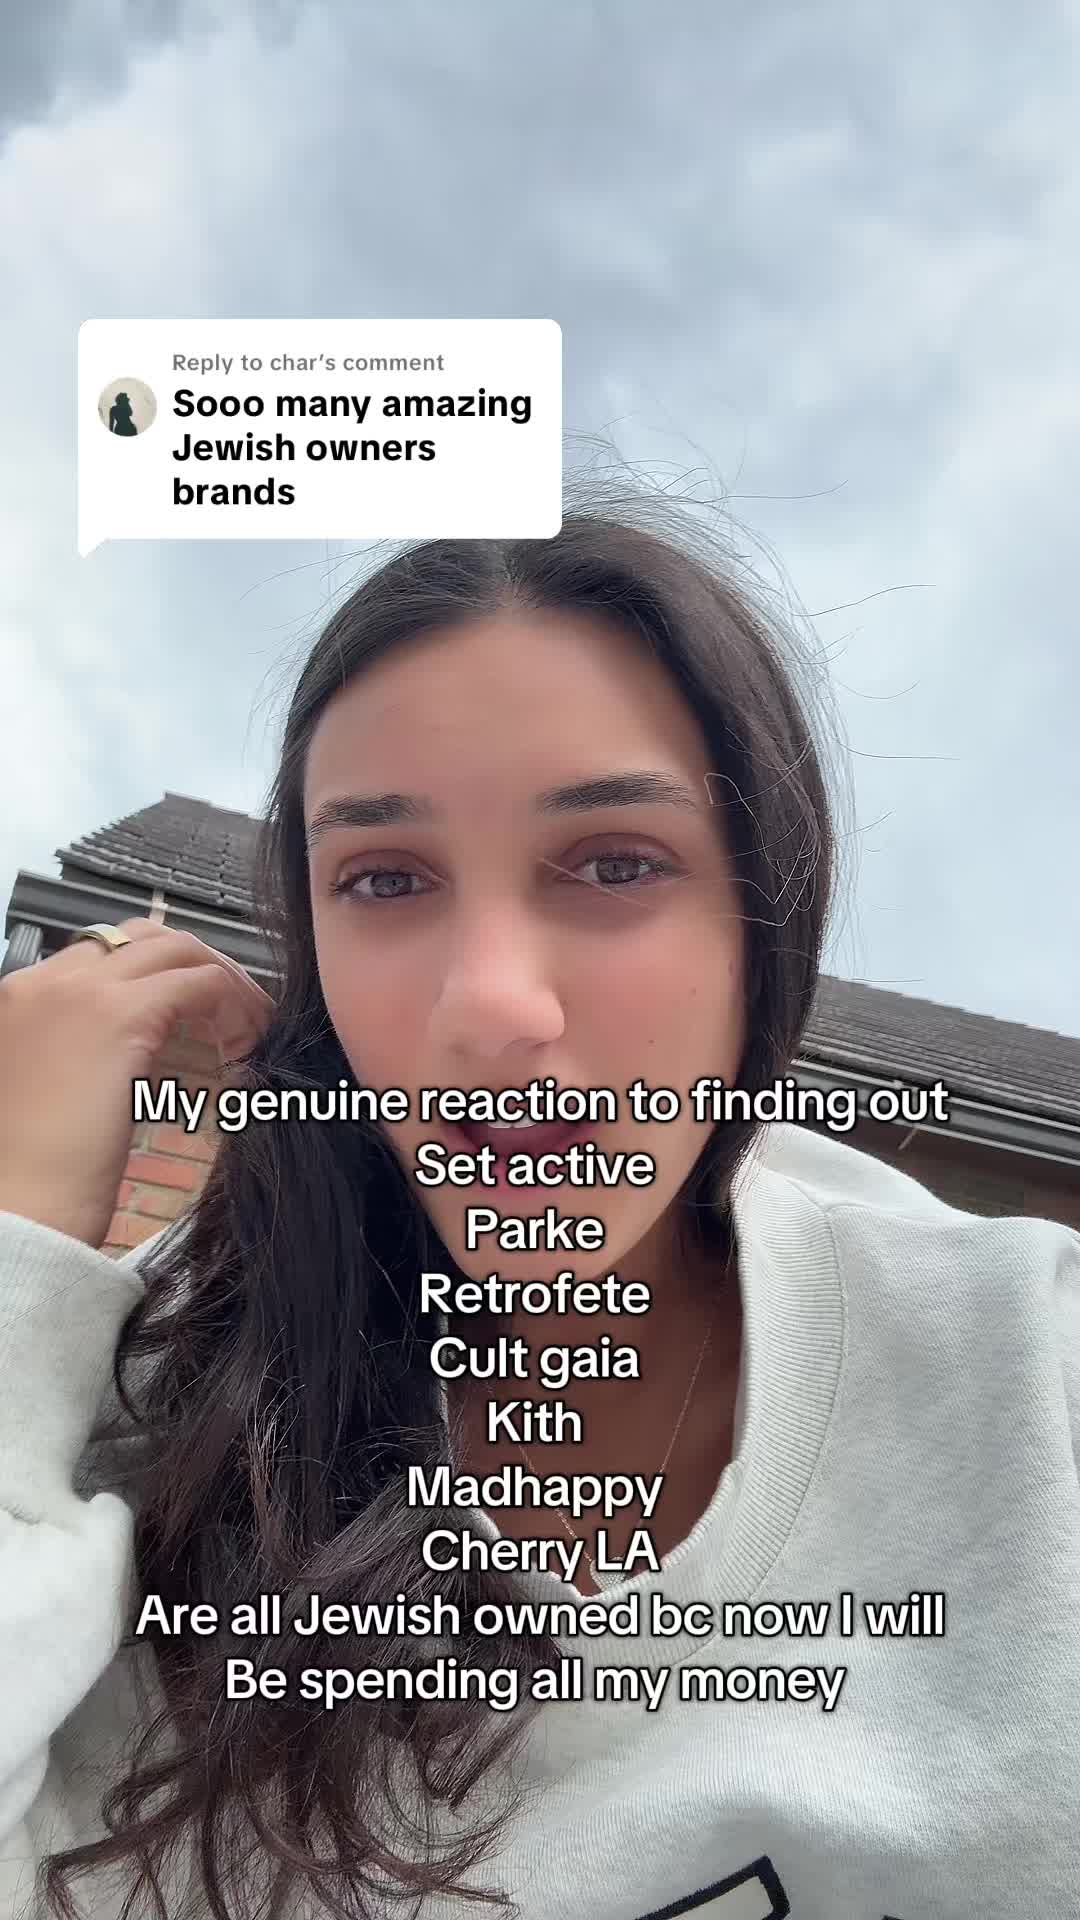 Reply to char's comment
Sooo many amazing
Jewish owners
brands
My genuine reaction to finding out
Set active
Parke
Retrofete
Cult gaia
Kith
Madhappy
Cherry LA
Are all Jewish owned bc now I will
Be spending all my money